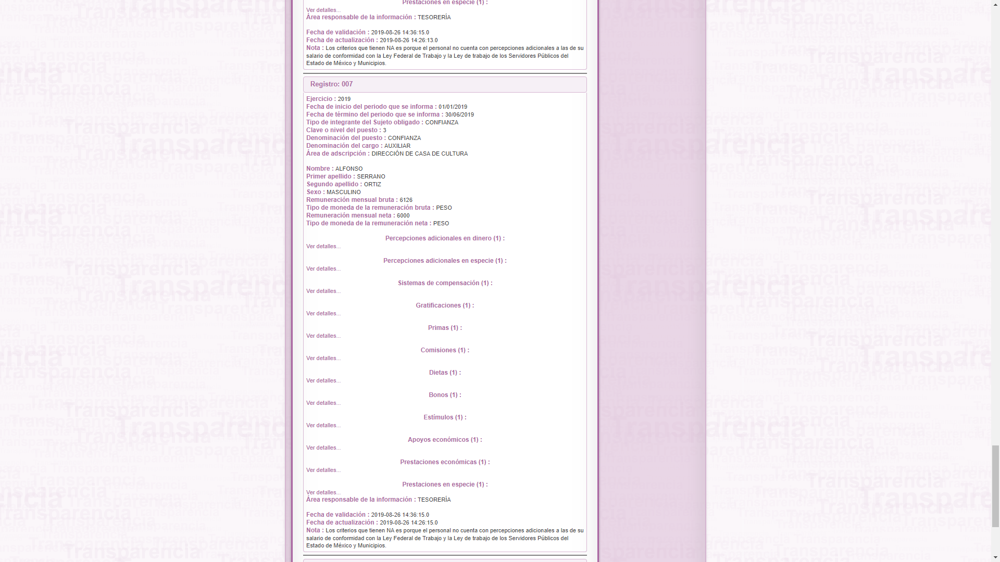 Prestaciones en especie (1) :
Ver detalles...
Área responsable de la información : TESORERÍA
Fecha de validación : 2019-08-26 14:36:15.0
Fecha de actualización : 2019-08-26 14:26:13.0
Nota : Los criterios que tienen NA es porque el personal no cuenta con percepciones adicionales a las de su
salario de conformidad con la Ley Federal de Trabajo y la Ley de trabajo de los Servidores Públicos del
Estado de México y Municipios.
Registro: 007
Ejercicio : 2019
Fecha de inicio del periodo que se informa : 01/01/2019
Fecha de término del periodo que se informa : 30/06/2019
Tipo de integrante del Sujeto obligado : CONFIANZA
Clave o nivel del puesto : 3
Denominación del puesto : CONFIANZA
Denominación del cargo : AUXILIAR
Área de adscripción : DIRECCIÓN DE CASA DE CULTURA
Nombre : ALFONSO
Primer apellido : SERRANO
Segundo apellido : ORTIZ
Sexo : MASCULINO
Remuneración mensual bruta : 6126
Tipo de moneda de la remuneración bruta : PESO
Remuneración mensual neta : 6000
Tipo de moneda de la remuneración neta : PESO
Percepciones adicionales en dinero (1) :
Ver detalles...
Percepciones adicionales en especie (1) :
Ver detalles...
Sistemas de compensación (1) :
Ver detalles...
Gratificaciones (1) :
Ver detalles...
Primas (1) :
Ver detalles...
Comisiones (1) :
Ver detalles...
Dietas (1) :
Ver detalles...
Bonos (1) :
Ver detalles...
Estímulos (1) :
Ver detalles...
Apoyos económicos (1) :
Ver detalles...
Prestaciones económicas (1) :
Ver detalles...
Prestaciones en especie (1) :
Ver detalles...
Área responsable de la información : TESORERÍA
Fecha de validación : 2019-08-26 14:36:15.0
Fecha de actualización : 2019-08-26 14:26:15.0
Nota : Los criterios que tienen NA es porque el personal no cuenta con percepciones adicionales a las de su
salario de conformidad con la Ley Federal de Trabajo y la Ley de trabajo de los Servidores Públicos del
Estado de México y Municipios.